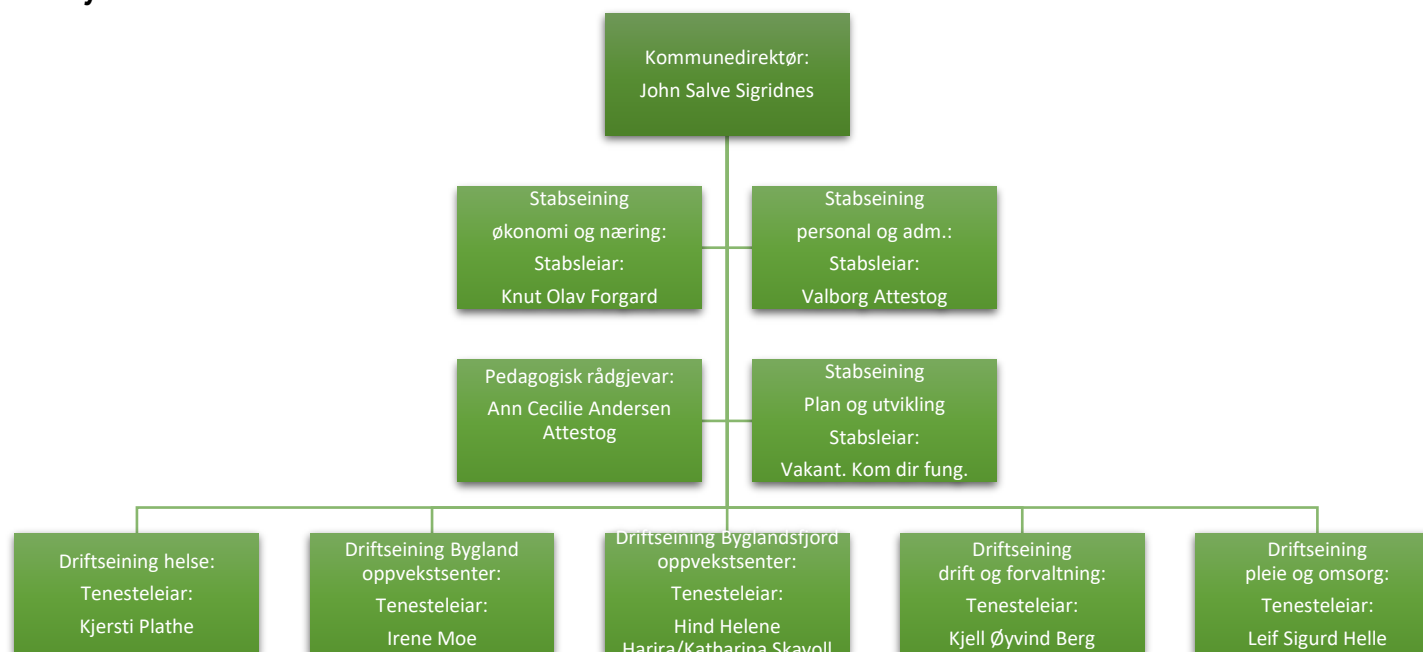 Kommunedirektør:
John Salve Sigridnes
Stabseining
økonomi og næring:
Stabsleiar:
Knut Olav Forgard
Stabseining
personal og adm.:
Stabsleiar:
Valborg Attestog
Pedagogisk rådgjevar:
Ann Cecilie Andersen
Attestog
Stabseining
Plan og utvikling
Stabsleiar:
Vakant. Kom dir fung.
Driftseining helse:
Tenesteleiar:
Kjersti Plathe
Driftseining Bygland
oppvekstsenter:
Tenesteleiar:
Irene Moe
Driftseining Byglandsfjord
oppvekstsenter:
Tenesteleiar:
Hind Helene
Harira/Katharina Skavoll
Driftseining
drift og forvaltning:
Tenesteleiar:
Kjell Øyvind Berg
Driftseining
pleie og omsorg:
Tenesteleiar:
Leif Sigurd Helle